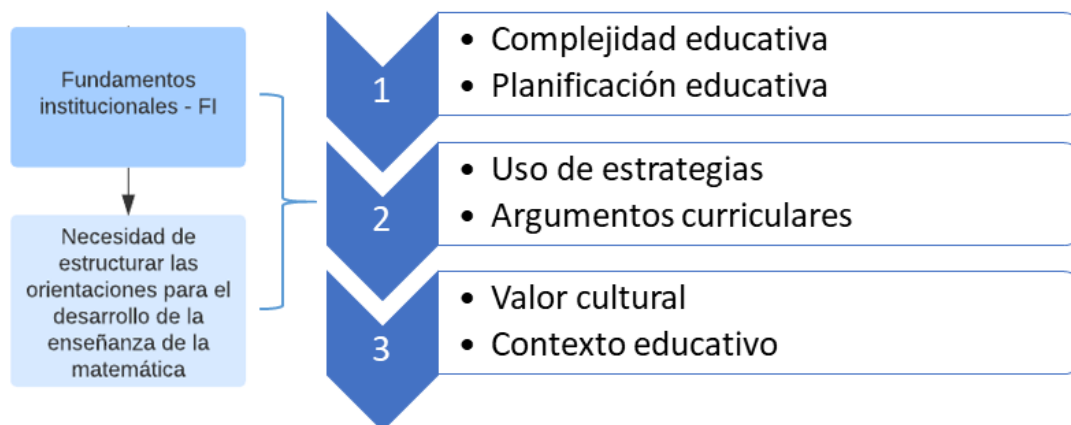 Fundamentos
institucionales - FI
Necesidad de
estructurar las
orientaciones para el
desarrollo de la
enseñanza de la
matemática
1
• Complejidad educativa
• Planificación educativa
2
• Uso de estrategias
• Argumentos curriculares
3
• Valor cultural
• Contexto educativo